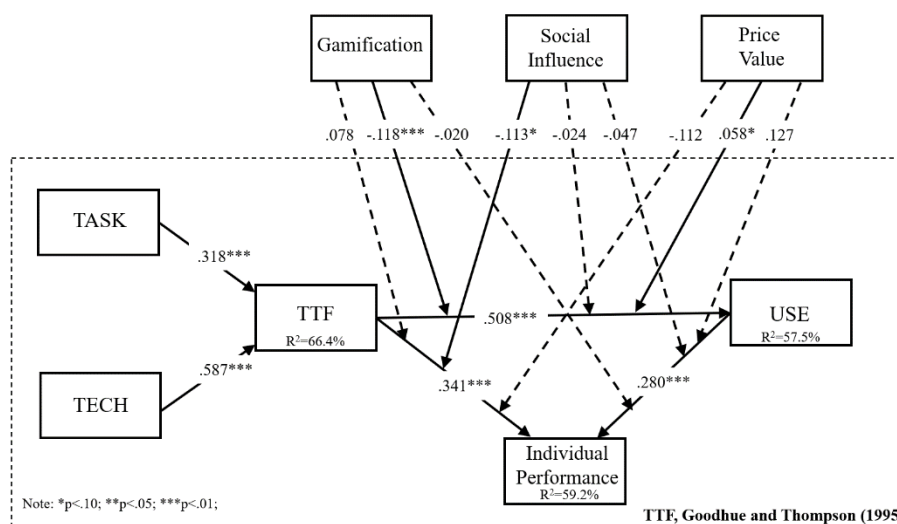 Gamification
Social
Influence
Price
Value
.078
-.118***
-.020
-.113*
-.024
-.047
-.112
.058*
.127
TASK
.318***
TTF
R²=66.4%
.508***
USE
R²=57.5%
TECH
.587***
.341***
.280***
Individual
Performance
R²=59.2%
Note: *p<.10; **p<.05; ***p<.01;
TTF, Goodhue and Thompson (1995